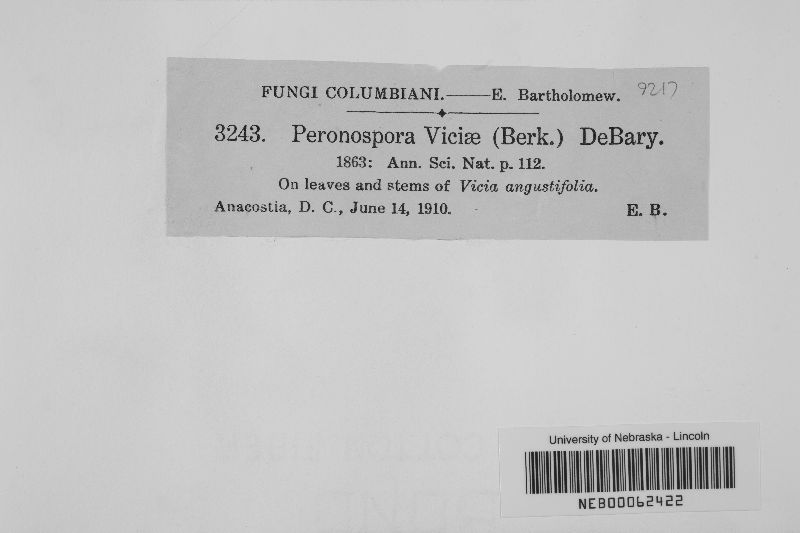 FUNGI COLUMBIANI.——E. Bartholomew. 9217
3243. Peronospora Viciæ (Berk.) DeBary.
1863: Ann. Sci. Nat. p. 112.
On leaves and stems of Vicia angustifolia.
Anacostia, D. C., June 14, 1910. E. B.
University of Nebraska - Lincoln
NEB00062422